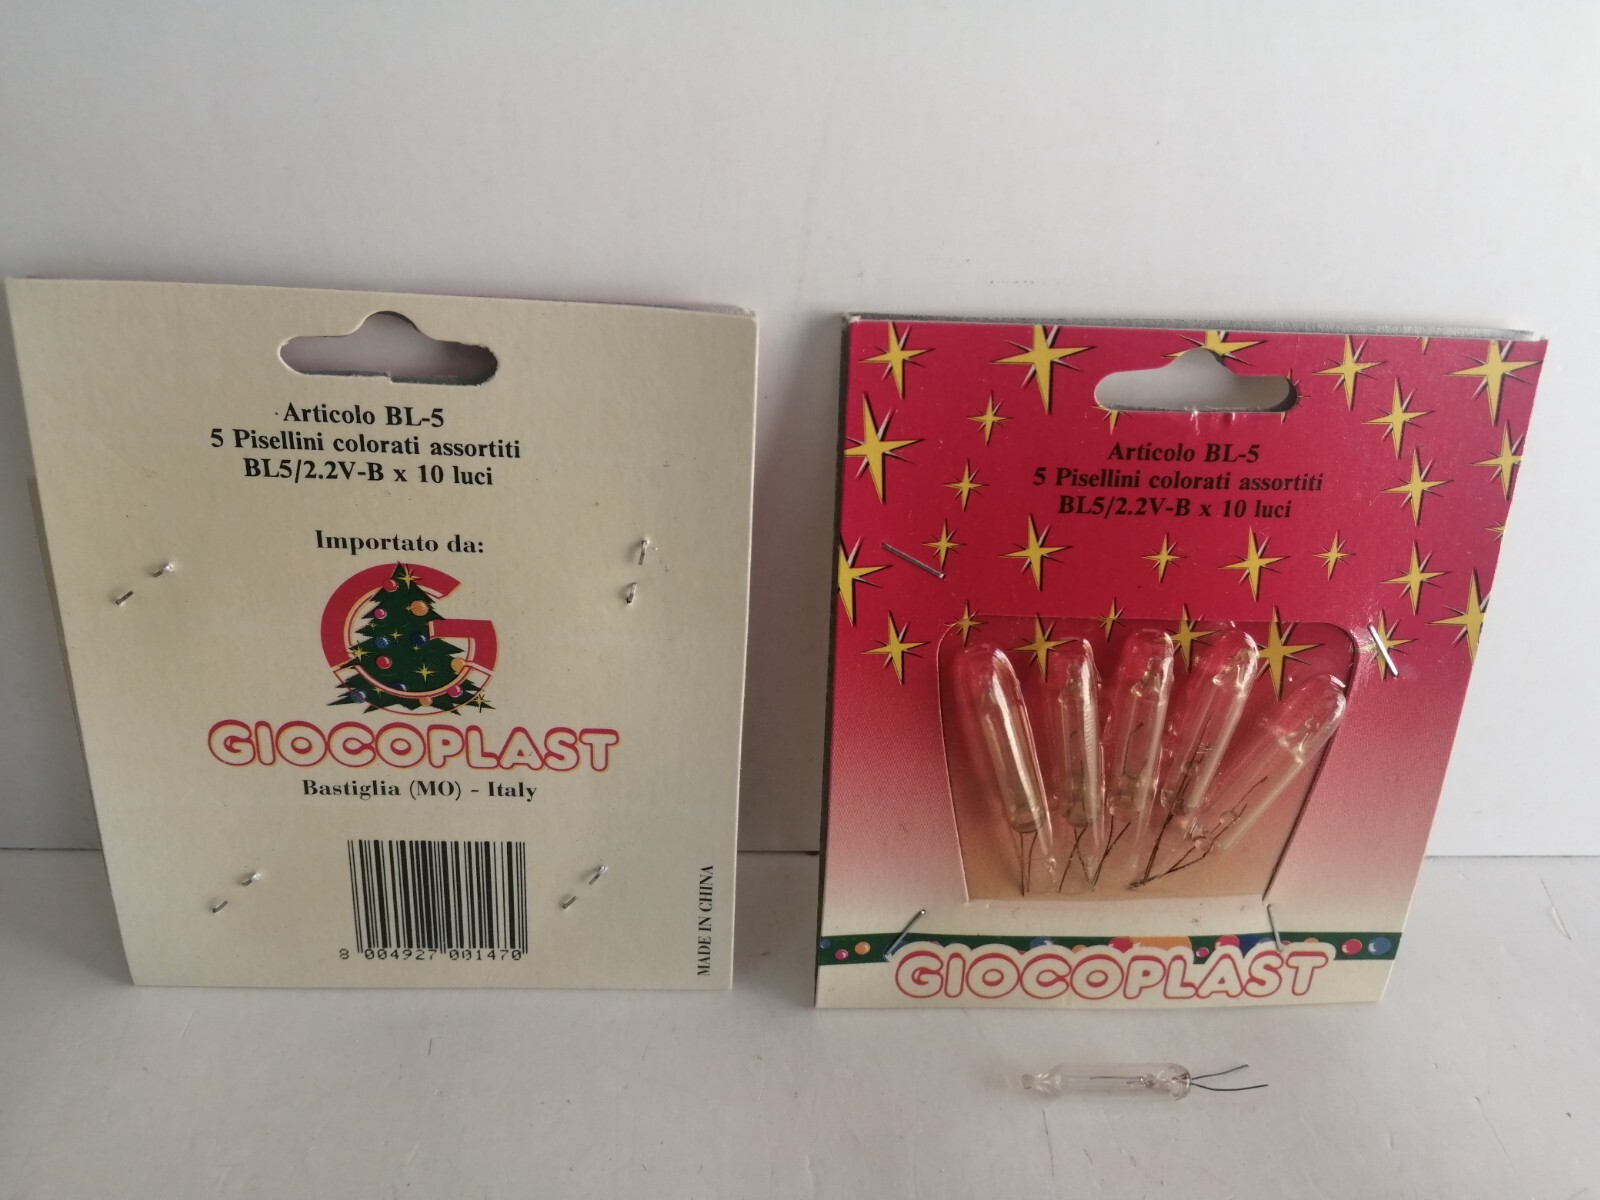 Articolo BL-5
5 Pisellini colorati assortiti
BL5/2.2V-B x 10 luci
Importato da:
G
GIOCOPLAST
Bastiglia (MO) - Italy
8 004927 001470
MADE IN CHINA
Articolo BL-5
5 Pisellini colorati assortiti
BL5/2.2V-B x 10 luci
GIOCOPLAST